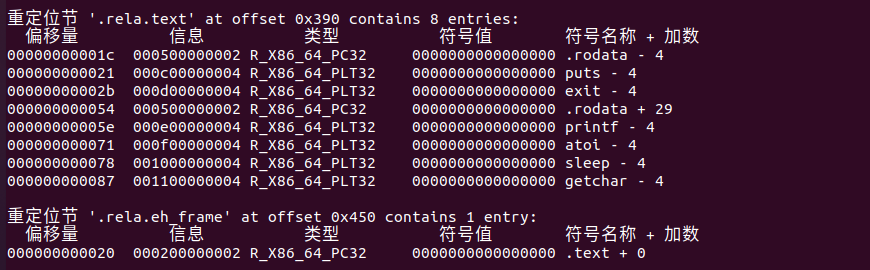 重定位节 '.rela.text' at offset 0x390 contains 8 entries:
偏移量 信息 类型 符号值 符号名称 + 加数
00000000001c 000500000002 R_X86_64_PC32 0000000000000000 .rodata - 4
000000000021 000c00000004 R_X86_64_PLT32 0000000000000000 puts - 4
00000000002b 000d00000004 R_X86_64_PLT32 0000000000000000 exit - 4
000000000054 000500000002 R_X86_64_PC32 0000000000000000 .rodata + 29
00000000005e 000e00000004 R_X86_64_PLT32 0000000000000000 printf - 4
000000000071 000f00000004 R_X86_64_PLT32 0000000000000000 atoi - 4
000000000078 001000000004 R_X86_64_PLT32 0000000000000000 sleep - 4
000000000087 001100000004 R_X86_64_PLT32 0000000000000000 getchar - 4
重定位节 '.rela.eh_frame' at offset 0x450 contains 1 entry:
偏移量 信息 类型 符号值 符号名称 + 加数
000000000020 000200000002 R_X86_64_PC32 0000000000000000 .text + 0